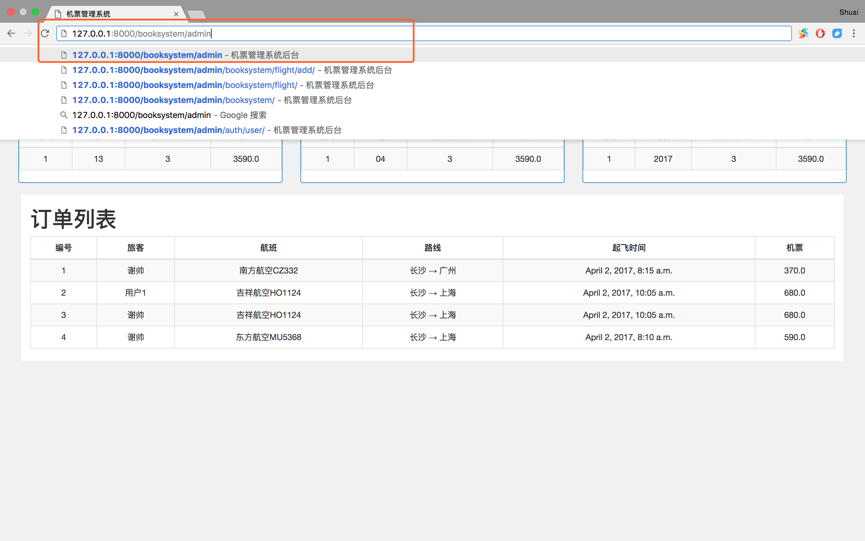 机票管理系统
Shuai
127.0.0.1:8000/booksystem/admin
127.0.0.1:8000/booksystem/admin - 机票管理系统后台
127.0.0.1:8000/booksystem/admin/booksystem/flight/add/ - 机票管理系统后台
127.0.0.1:8000/booksystem/admin/booksystem/flight/ - 机票管理系统后台
127.0.0.1:8000/booksystem/admin/booksystem/ - 机票管理系统后台
127.0.0.1:8000/booksystem/admin - Google 搜索
127.0.0.1:8000/booksystem/admin/auth/user/ - 机票管理系统后台
1 13 3 3590.0 1 04 3 3590.0 1 2017 3 3590.0
订单列表
编号 旅客 航班 路线 起飞时间 机票
1 谢帅 南方航空CZ332 长沙 → 广州 April 2, 2017, 8:15 a.m. 370.0
2 用户1 吉祥航空HO1124 长沙 → 上海 April 2, 2017, 10:05 a.m. 680.0
3 谢帅 吉祥航空HO1124 长沙 → 上海 April 2, 2017, 10:05 a.m. 680.0
4 谢帅 东方航空MU5368 长沙 → 上海 April 2, 2017, 8:10 a.m. 590.0